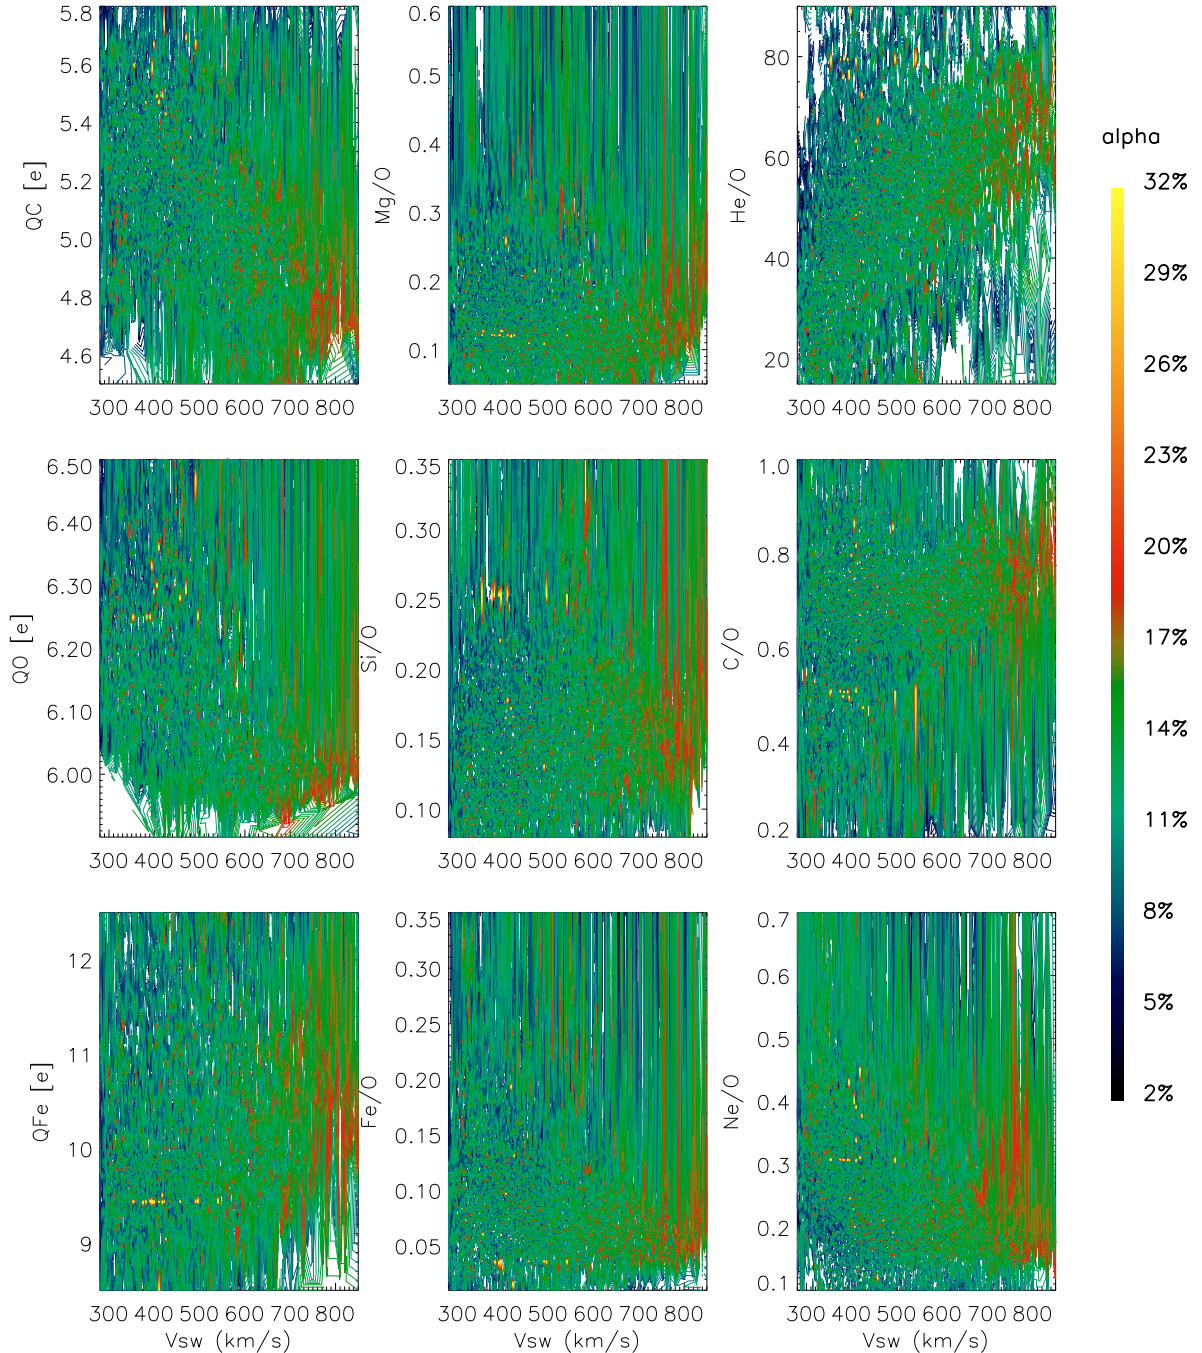 QC [e]
5.8
5.6
5.4
5.2
5.0
4.8
4.6
300 400 500 600 700 800
Mg/O
0.6
0.5
0.4
0.3
0.2
0.1
300 400 500 600 700 800
He/O
80
60
40
20
300 400 500 600 700 800
QO [e]
6.50
6.40
6.30
6.20
6.10
6.00
300 400 500 600 700 800
Si/O
0.35
0.30
0.25
0.20
0.15
0.10
300 400 500 600 700 800
C/O
1.0
0.8
0.6
0.4
0.2
300 400 500 600 700 800
QFe [e]
12
11
10
9
300 400 500 600 700 800
Vsw (km/s)
Fe/O
0.35
0.30
0.25
0.20
0.15
0.10
0.05
300 400 500 600 700 800
Vsw (km/s)
Ne/O
0.7
0.6
0.5
0.4
0.3
0.2
0.1
300 400 500 600 700 800
Vsw (km/s)
alpha
32%
29%
26%
23%
20%
17%
14%
11%
8%
5%
2%